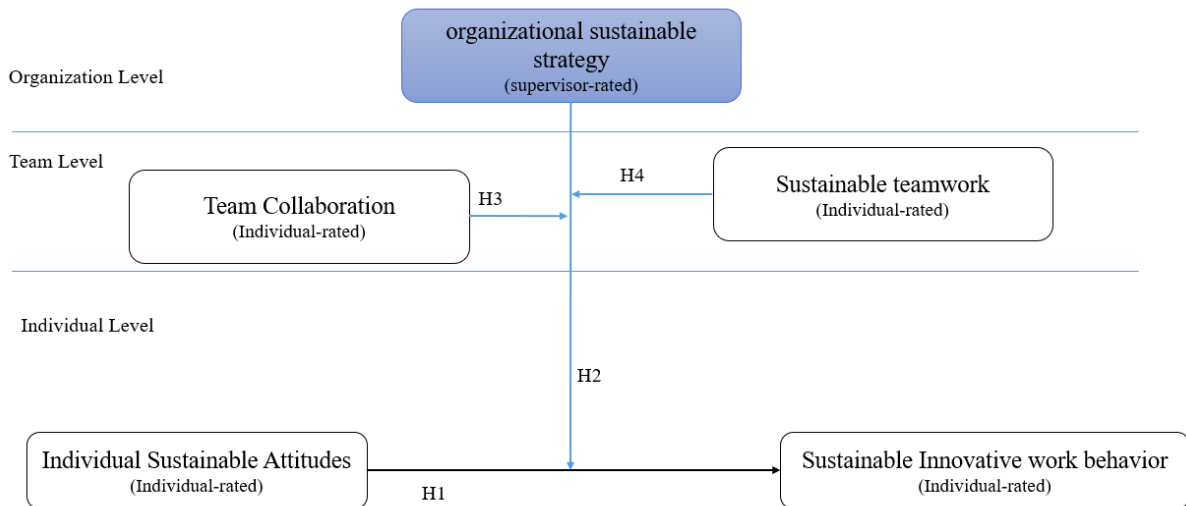 organizational sustainable
strategy
(supervisor-rated)
Organization Level
Team Level
Team Collaboration
(Individual-rated)
H3
H4
Sustainable teamwork
(Individual-rated)
Individual Level
H2
Individual Sustainable Attitudes
(Individual-rated)
H1
Sustainable Innovative work behavior
(Individual-rated)